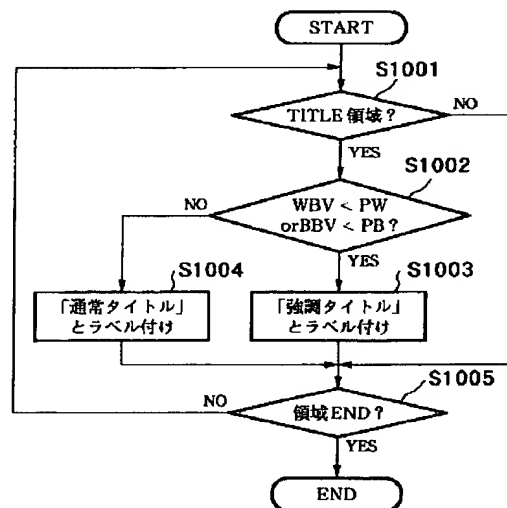 START
S1001
TITLE領域?
NO
YES
S1002
WBV < PW
orBBV < PB?
NO
YES
S1004
「通常タイトル」
とラベル付け
S1003
「強調タイトル」
とラベル付け
S1005
領域END?
NO
YES
END